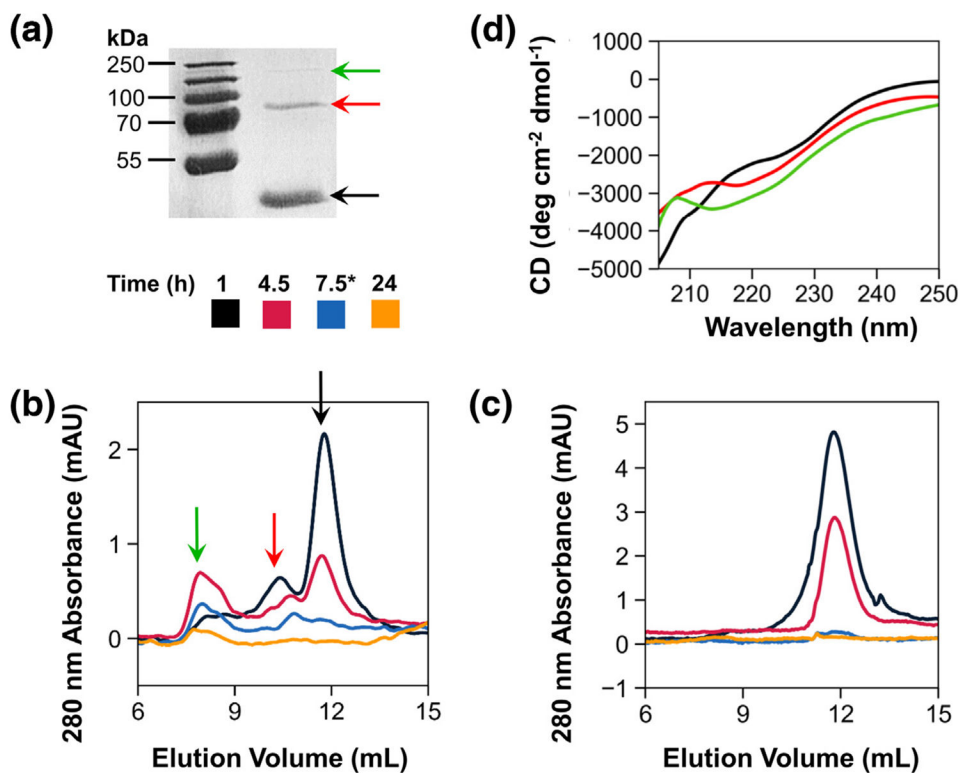 (a)
kDa
250
100
70
55
Time (h) 1 4.5 7.5* 24
(d)
CD (deg cm-2 dmol-1)
1000
0
−1000
−2000
−3000
−4000
−5000
210 220 230 240 250
Wavelength (nm)
(b)
280 nm Absorbance (mAU)
2
1
0
6 9 12 15
Elution Volume (mL)
(c)
280 nm Absorbance (mAU)
5
4
3
2
1
0
−1
6 9 12 15
Elution Volume (mL)